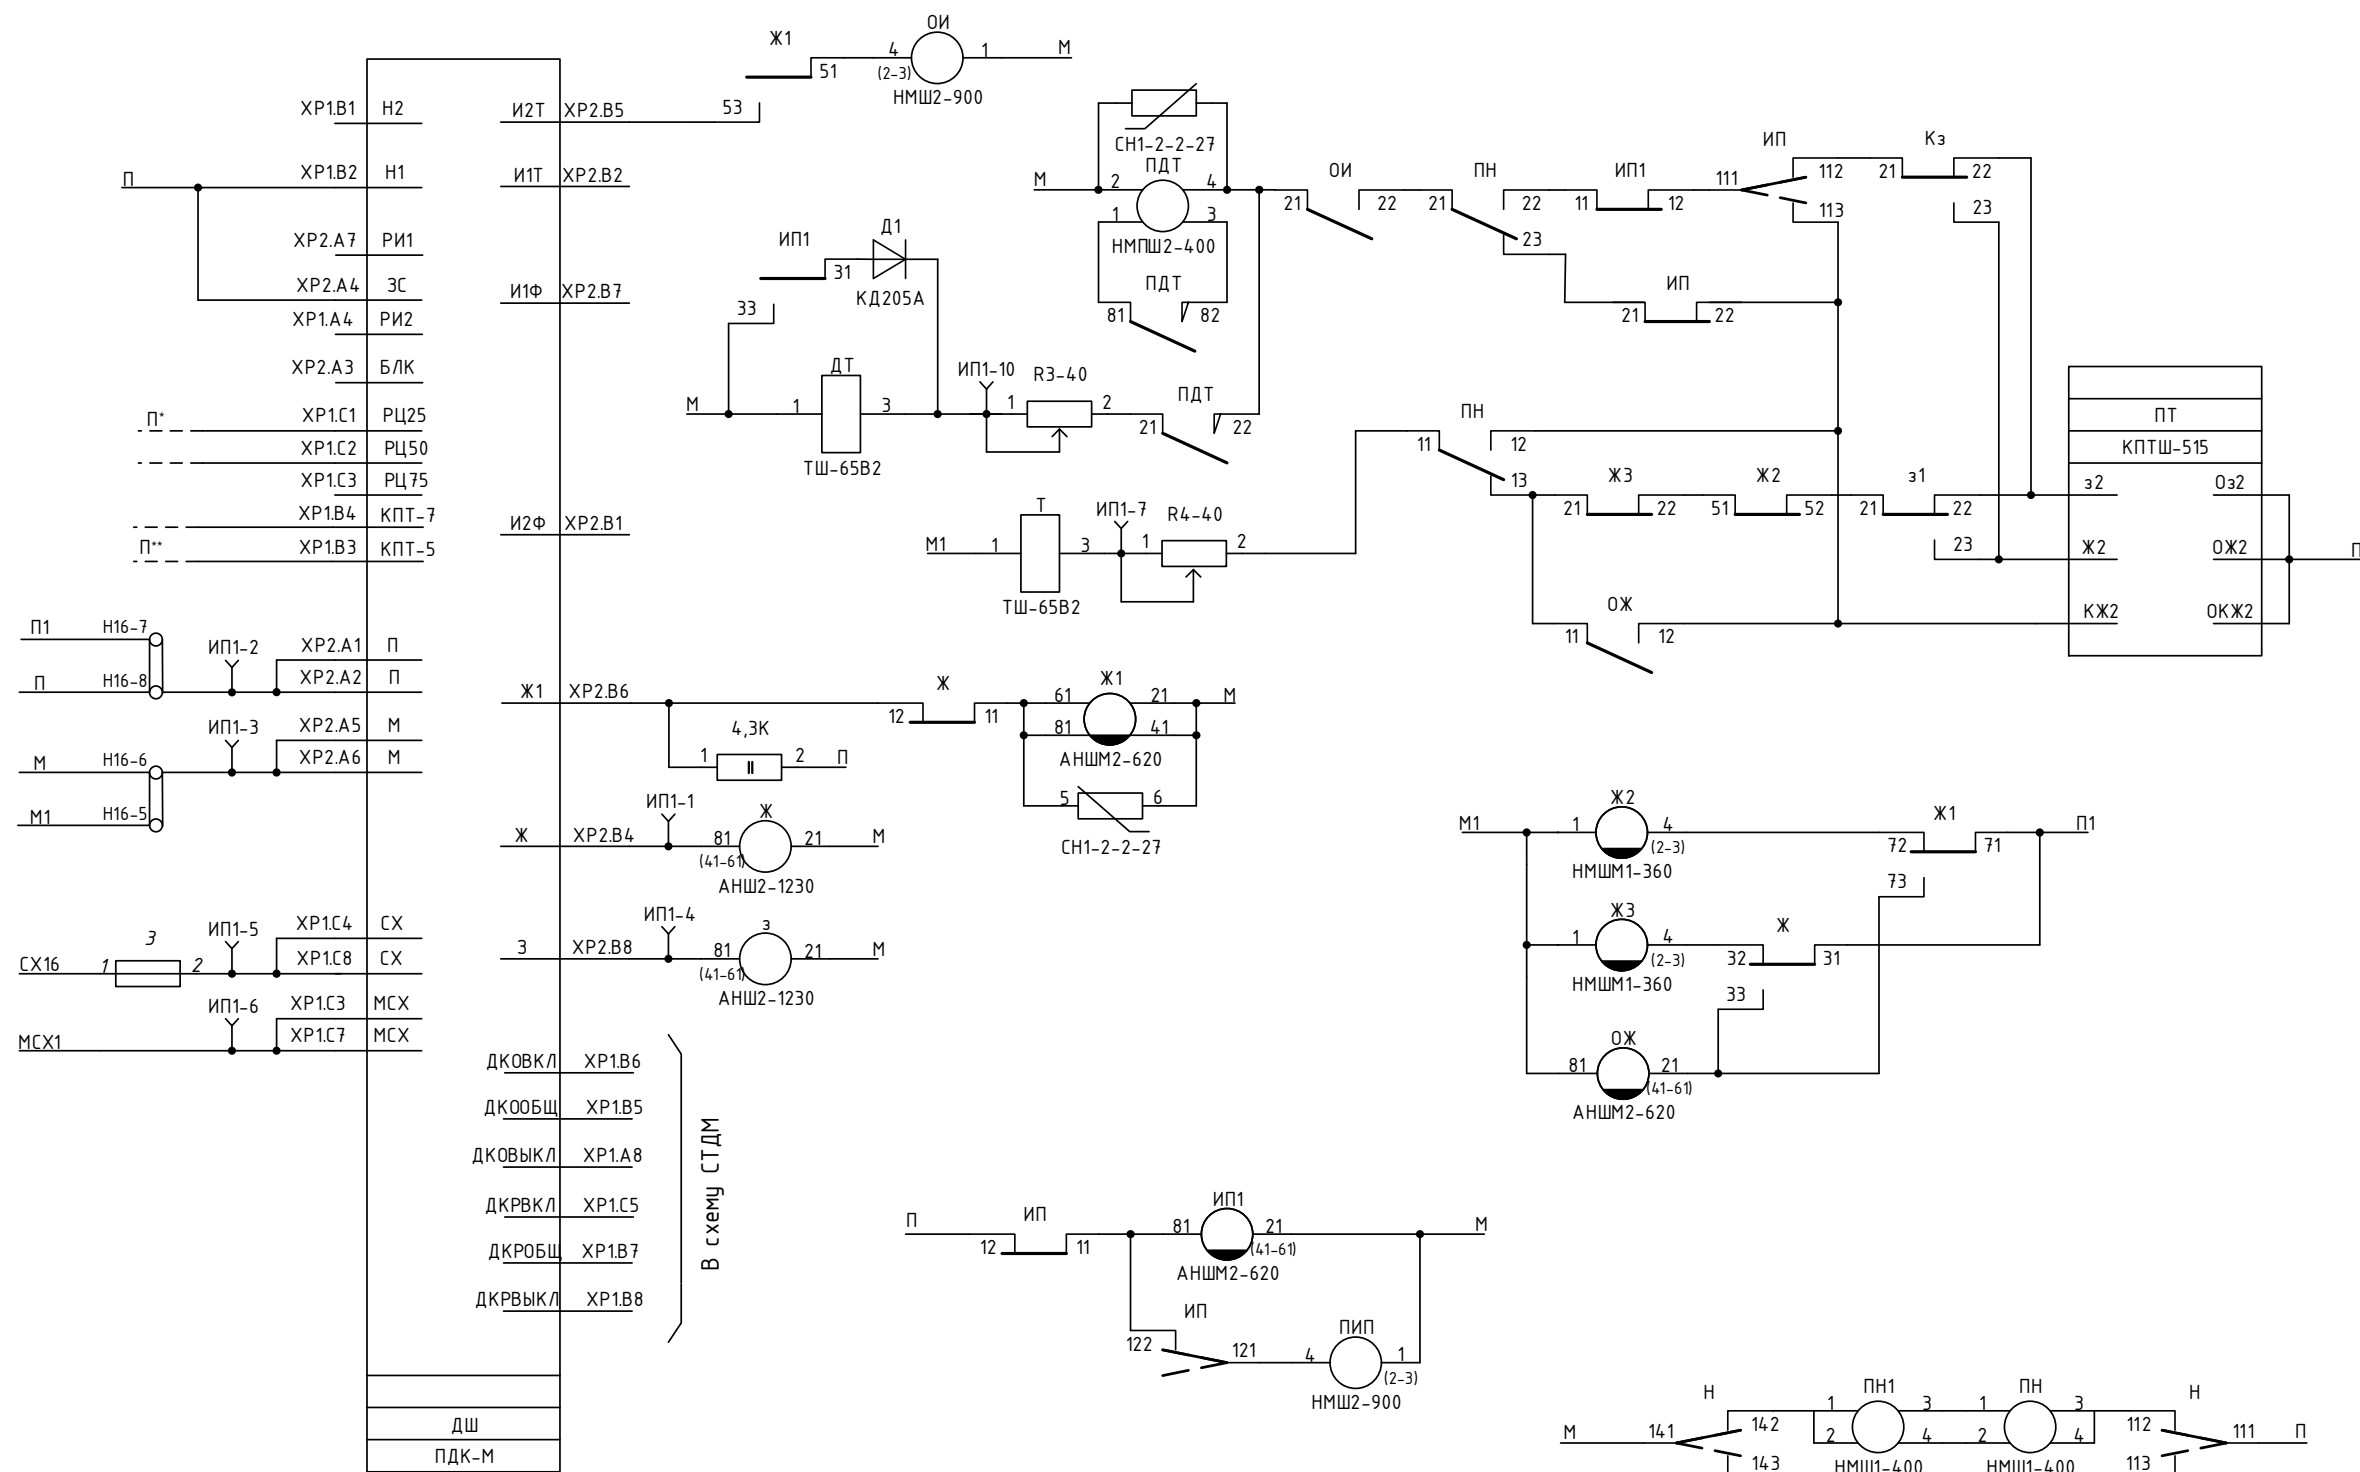 ХР1.В1 Н2
П ХР1.В2 Н1
ХР2.А7 РИ1
ХР2.А4 ЗС
ХР1.А4 РИ2
ХР2.А3 БЛК
П* ХР1.С1 РЦ25
ХР1.С2 РЦ50
ХР1.С3 РЦ75
ХР1.В4 КПТ-7
П** ХР1.В3 КПТ-5
П1 Н16-7
ИП1-2 ХР2.А1 П
П Н16-8 ХР2.А2 П
ИП1-3 ХР2.А5 М
М Н16-6 ХР2.А6 М
М1 Н16-5
3 ИП1-5 ХР1.С4 СХ
СХ16 1 2 ХР1.С8 СХ
ИП1-6 ХР1.С3 МСХ
МСХ1 ХР1.С7 МСХ
И2Т ХР2.В5
И1Т ХР2.В2
И1Ф ХР2.В7
И2Ф ХР2.В1
Ж1 ХР2.В6
Ж ХР2.В4
З ХР2.В8
ДКОВКЛ ХР1.В6
ДКООБЩ ХР1.В5
ДКОВЫКЛ ХР1.А8
ДКРВКЛ ХР1.С5
ДКРОБЩ ХР1.В7
ДКРВЫКЛ ХР1.В8
В схему СТДМ
ДШ
ПДК-М
Ж1 ОИ
51 4 1 М
(2-3)
53 НМШ2-900
СН1-2-2-27
ПДТ
М 2 4
1 3
НМПШ2-400
ПДТ
81 82
ОИ ПН ИП1 ИП Кз
21 22 21 22 11 12 111 112 21 22
113 23
23
ИП
21 22
ИП1 Д1
31
КД205А
33
ДТ ИП1-10 R3-40 ПДТ
М 1 3 1 2 21 22
ТШ-65В2
Т ИП1-7 R4-40
М1 1 3 1 2
ТШ-65В2
ПН
11 12
13
Ж3 Ж2 з1
21 22 51 52 21 22
23
ОЖ
11 12
ПТ
КПТШ-515
з2 Оз2
Ж2 ОЖ2 П
КЖ2 ОКЖ2
Ж Ж1
12 11 61 21 М
81 41
АНШМ2-620
5 6
СН1-2-2-27
4,3К
1 2 П
ИП1-1 Ж
81 21 М
(41-61)
АНШ2-1230
ИП1-4 з
81 21 М
(41-61)
АНШ2-1230
Ж2 Ж1
М1 1 4 72 71 П1
(2-3)
НМШМ1-360
73
Ж3 Ж
1 4 32 31
(2-3)
НМШМ1-360
33
ОЖ
81 21
(41-61)
АНШМ2-620
П ИП ИП1 М
12 11 81 21
(41-61)
АНШМ2-620
ИП ПИП
122 121 4 1
(2-3)
НМШ2-900
Н ПН1 ПН Н
М 141 142 1 3 1 3 112 111 П
2 4 2 4
143 НМШ1-400 НМШ1-400 113